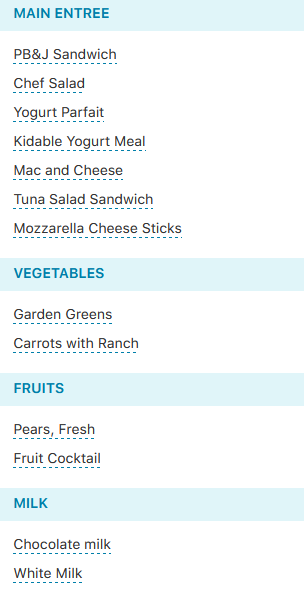 MAIN ENTREE
PB&J Sandwich
Chef Salad
Yogurt Parfait
Kidable Yogurt Meal
Mac and Cheese
Tuna Salad Sandwich
Mozzarella Cheese Sticks
VEGETABLES
Garden Greens
Carrots with Ranch
FRUITS
Pears, Fresh
Fruit Cocktail
MILK
Chocolate milk
White Milk